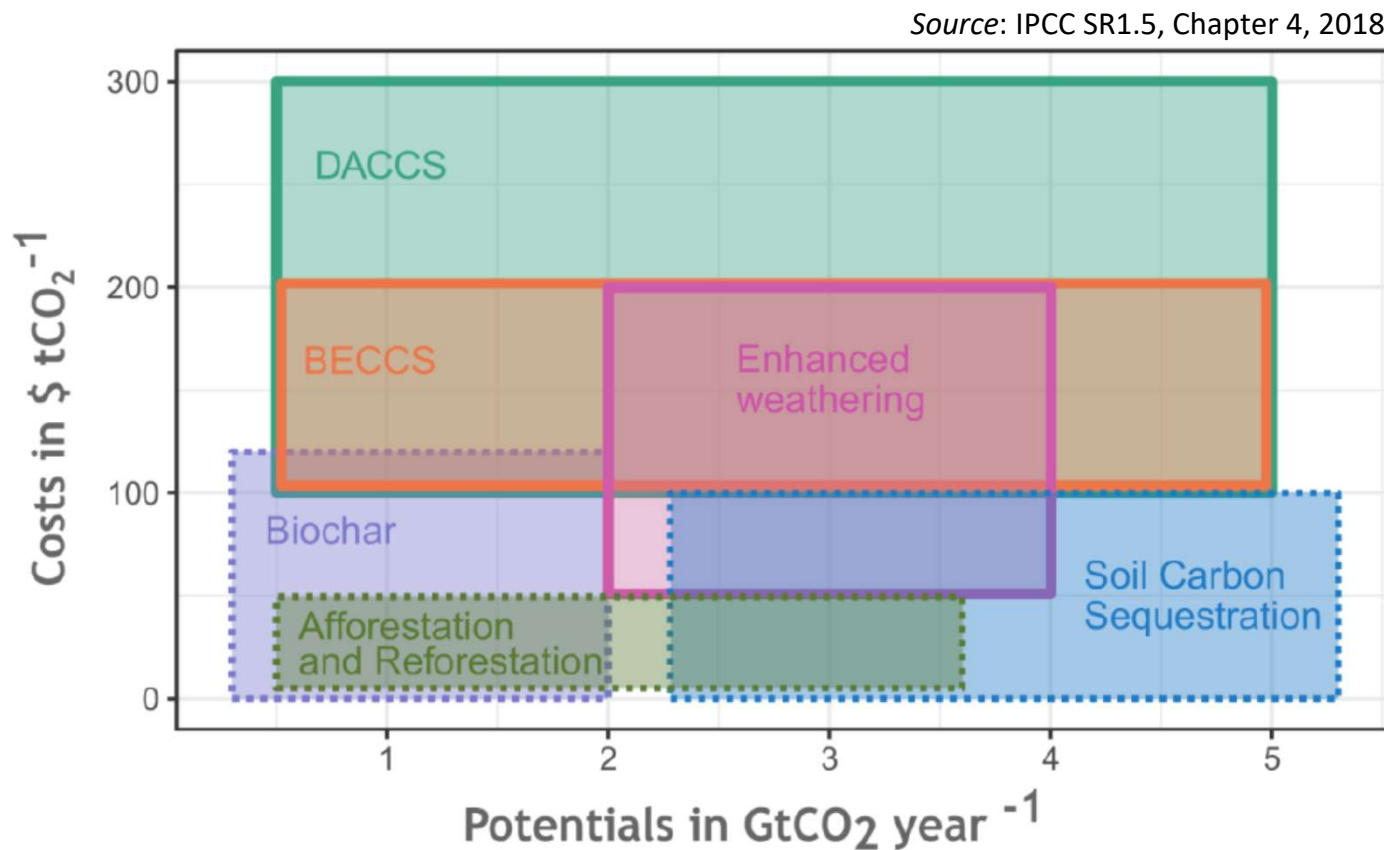 Source: IPCC SR1.5, Chapter 4, 2018
Costs in $ tCO₂⁻¹
300
200
100
0
DACCS
BECCS
Enhanced
weathering
Biochar
Soil Carbon
Sequestration
Afforestation
and Reforestation
1
2
3
4
5
Potentials in GtCO₂ year ⁻¹